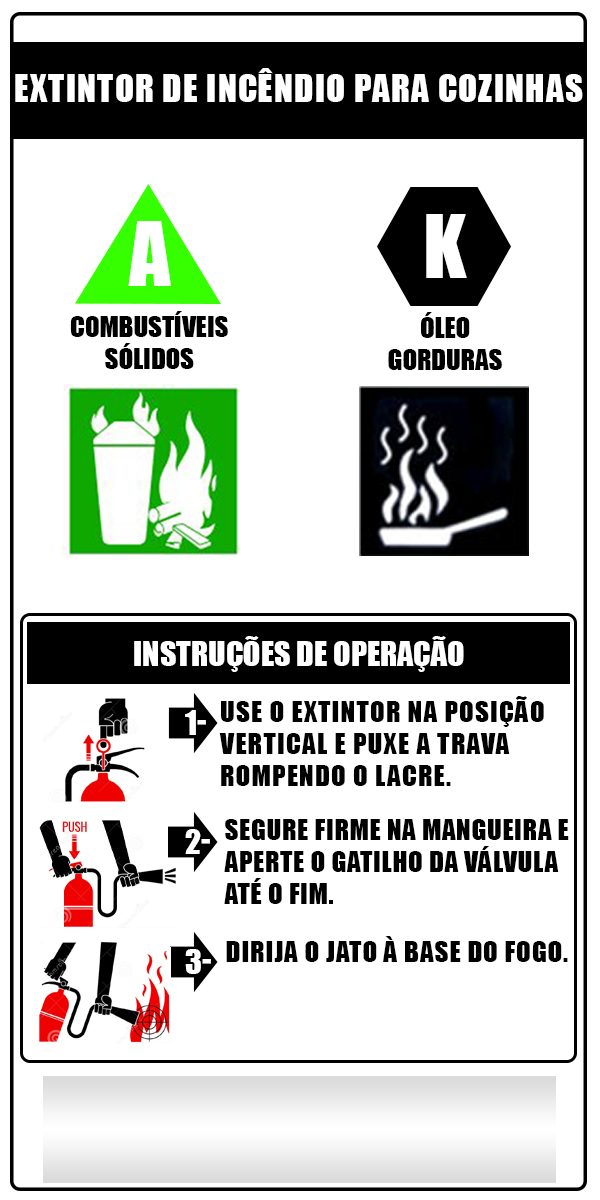 EXTINTOR DE INCÊNDIO PARA COZINHAS
A
COMBUSTÍVEIS
SÓLIDOS
K
ÓLEO
GORDURAS
INSTRUÇÕES DE OPERAÇÃO
1-
USE O EXTINTOR NA POSIÇÃO
VERTICAL E PUXE A TRAVA
ROMPENDO O LACRE.
PUSH
2-
SEGURE FIRME NA MANGUEIRA E
APERTE O GATILHO DA VÁLVULA
ATÉ O FIM.
3-
DIRIJA O JATO À BASE DO FOGO.